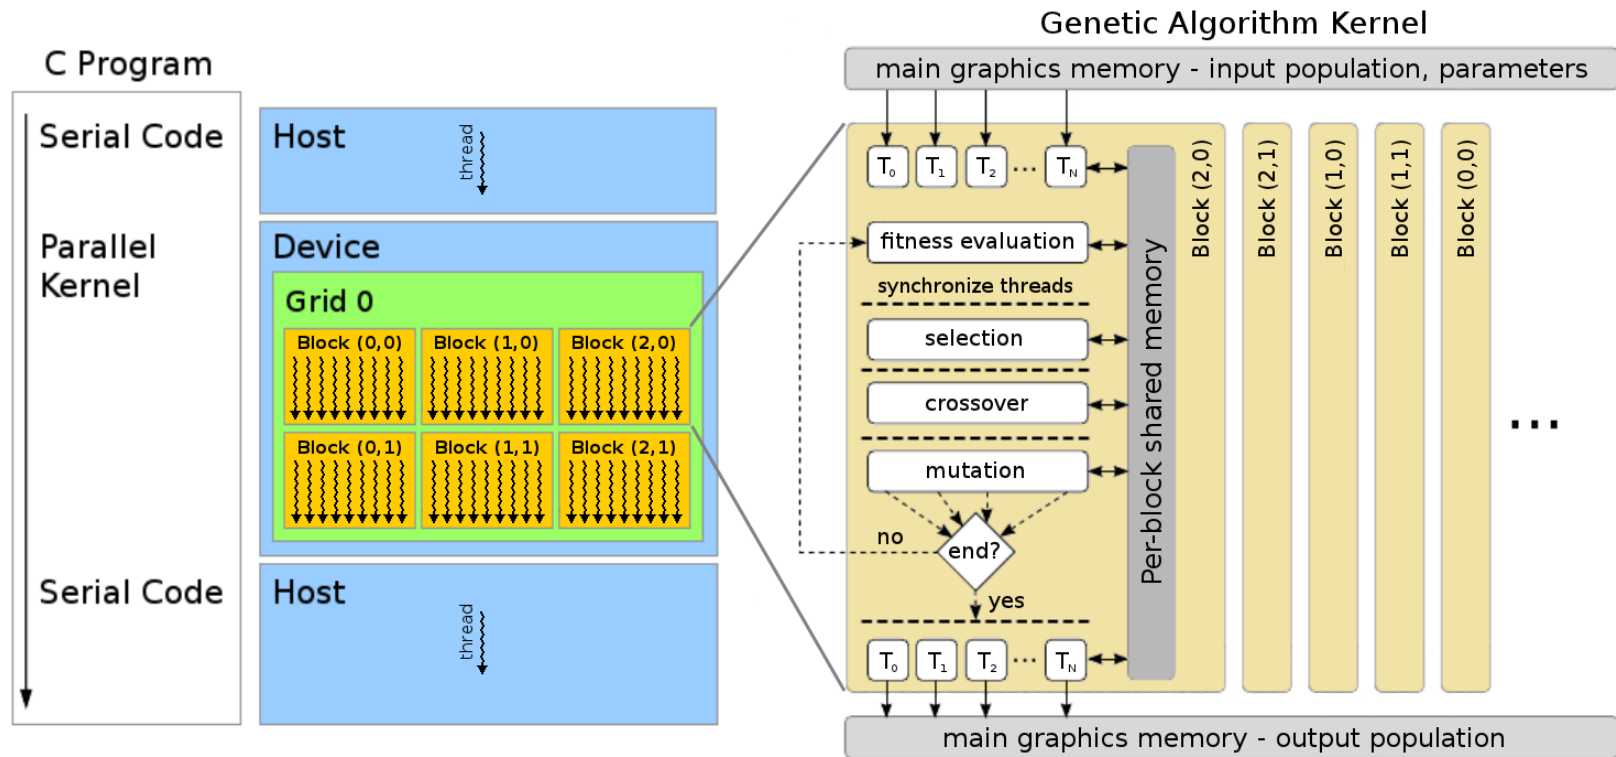 C Program
Serial Code
Parallel
Kernel
Serial Code
Host
thread
Device
Grid 0
Block (0,0)
Block (1,0)
Block (2,0)
Block (0,1)
Block (1,1)
Block (2,1)
Host
thread
Genetic Algorithm Kernel
main graphics memory - input population, parameters
T0 T1 T2 ... TN
fitness evaluation
synchronize threads
selection
crossover
mutation
no
end?
yes
T0 T1 T2 ... TN
Per-block shared memory
Block (2,0)
Block (2,1)
Block (1,0)
Block (1,1)
Block (0,0)
...
main graphics memory - output population